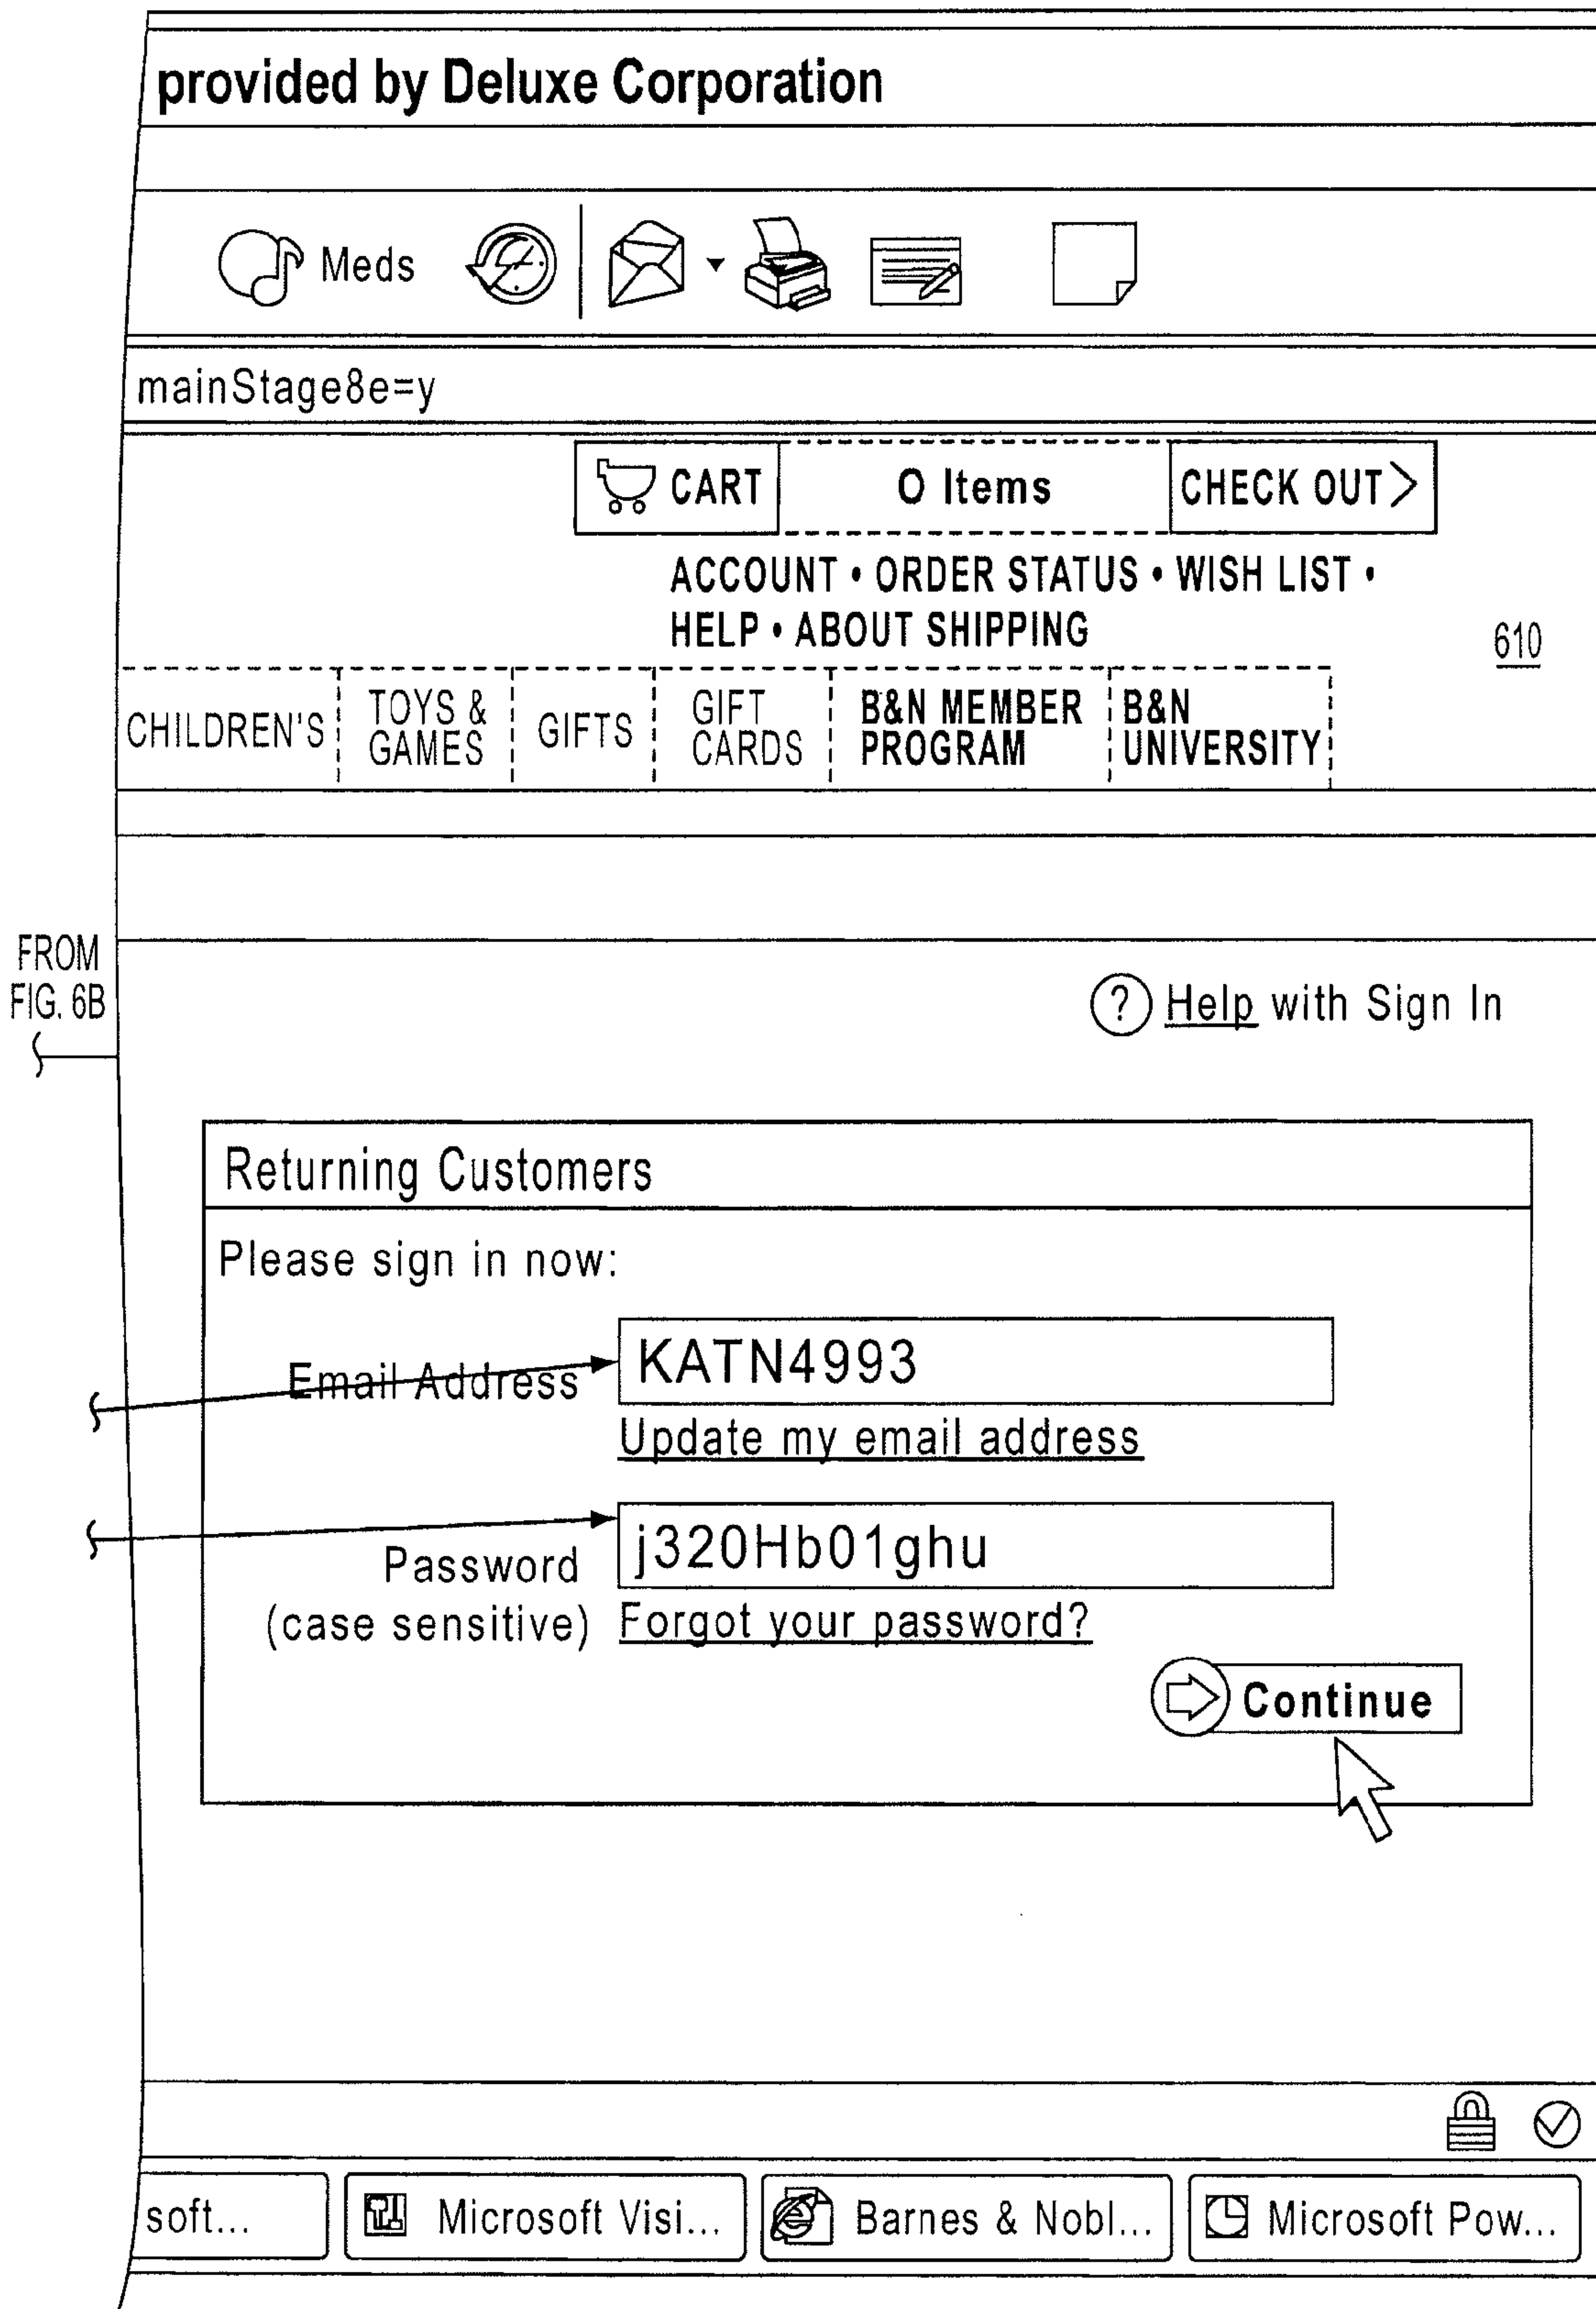 provided by Deluxe Corporation
Meds
mainStage8e=y
CART 0 Items CHECK OUT>
ACCOUNT • ORDER STATUS • WISH LIST •
HELP • ABOUT SHIPPING
610
CHILDREN'S TOYS & GAMES GIFTS GIFT CARDS B&N MEMBER PROGRAM B&N UNIVERSITY
FROM
FIG. 6B
? Help with Sign In
Returning Customers
Please sign in now:
Email Address KATN4993
Update my email address
Password j320Hb01ghu
(case sensitive) Forgot your password?
Continue
soft... Microsoft Visi... Barnes & Nobl... Microsoft Pow...